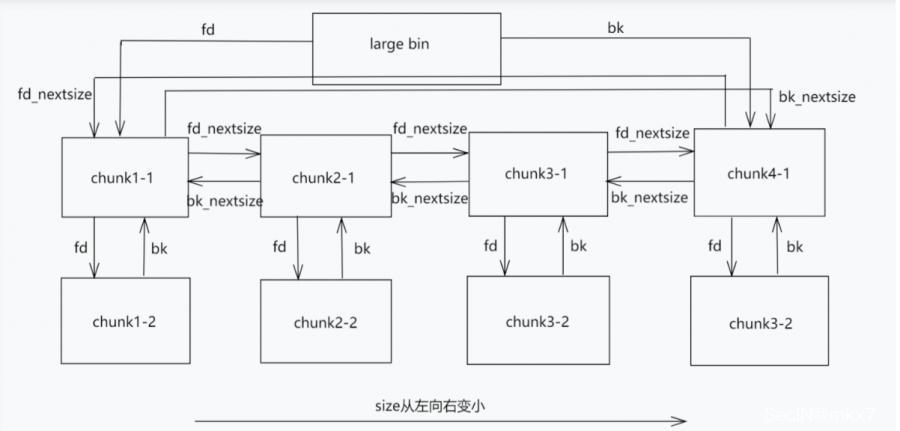 fd
bk
large bin
fd_nextsize
bk_nextsize
fd_nextsize
fd_nextsize
fd_nextsize
chunk1-1
chunk2-1
chunk3-1
chunk4-1
bk_nextsize
bk_nextsize
bk_nextsize
fd
bk
fd
bk
fd
bk
fd
bk
chunk1-2
chunk2-2
chunk3-2
chunk3-2
size从左向右变小